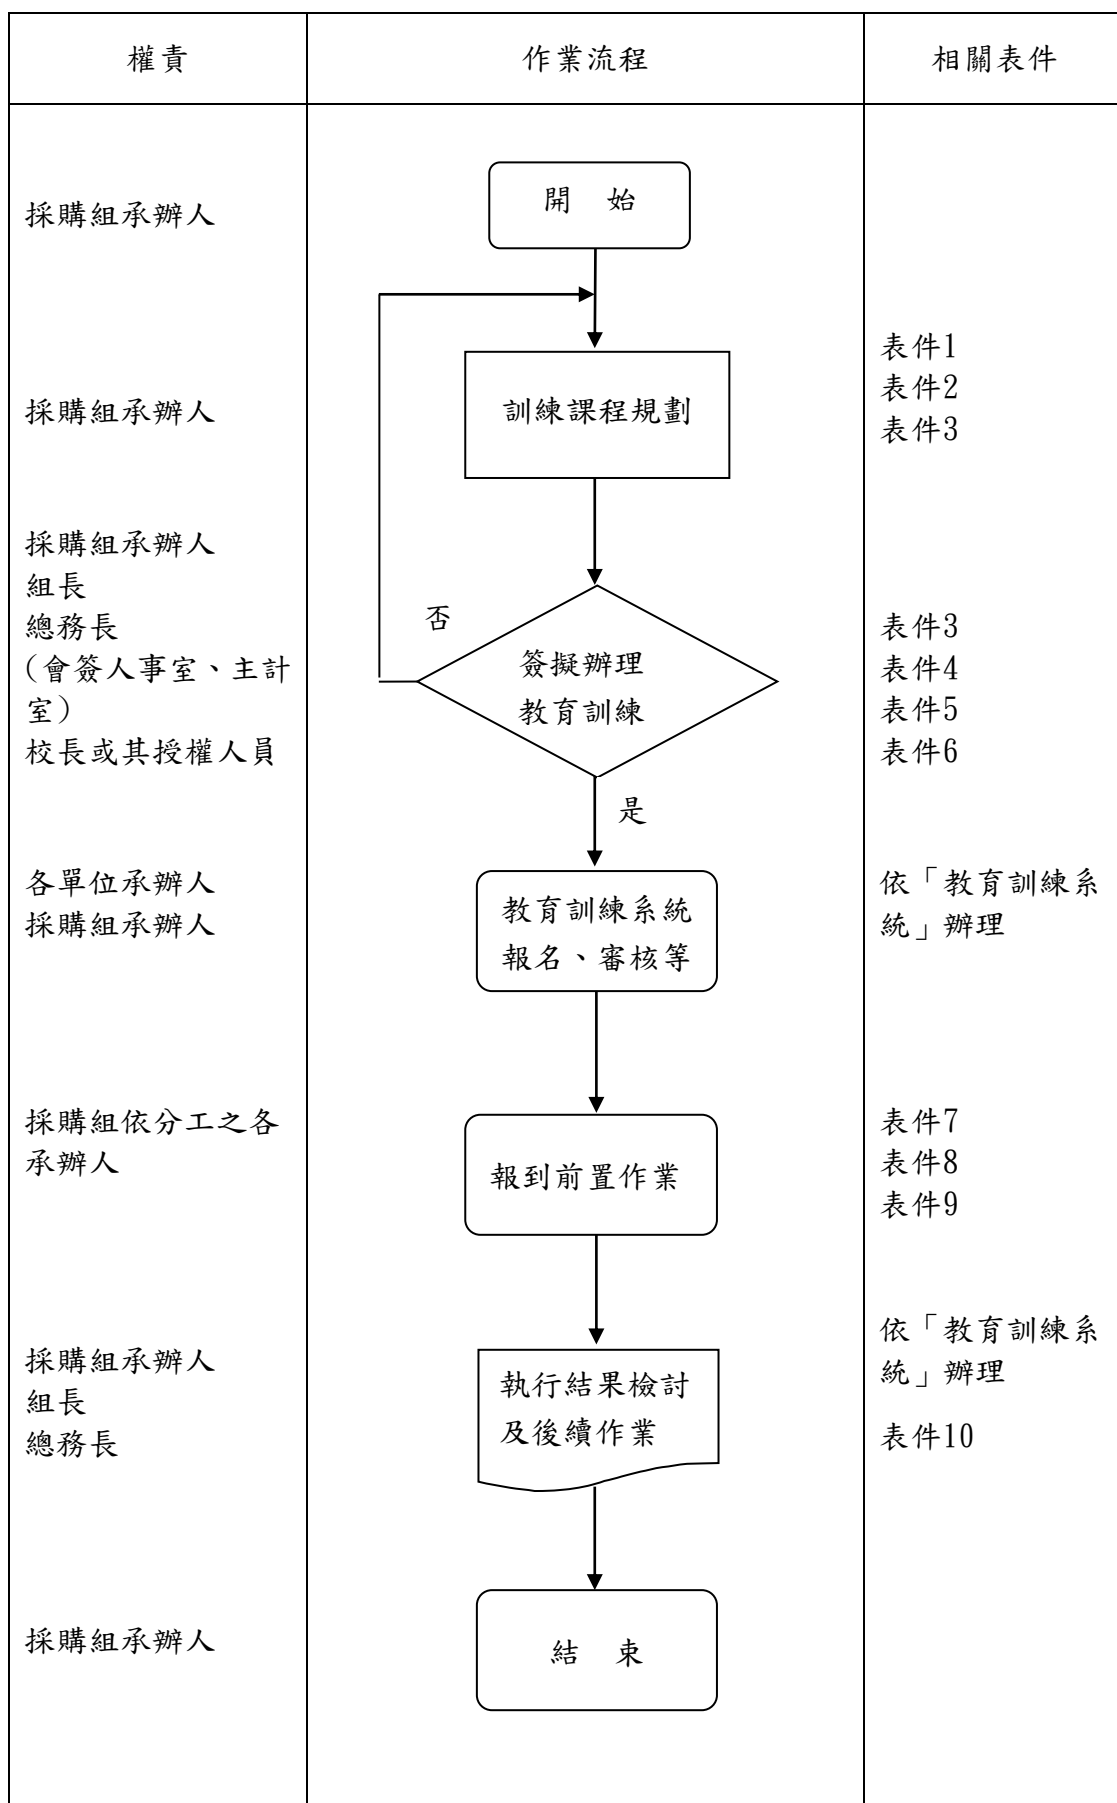 權責
作業流程
相關表件
開　始
採購組承辦人
表件1
表件2
表件3
採購組承辦人
訓練課程規劃
採購組承辦人
組長
總務長
(會簽人事室、主計
室)
校長或其授權人員
否
簽擬辦理
教育訓練
表件3
表件4
表件5
表件6
是
各單位承辦人
採購組承辦人
教育訓練系統
報名、審核等
依「教育訓練系
統」辦理
採購組依分工之各
承辦人
報到前置作業
表件7
表件8
表件9
採購組承辦人
組長
總務長
執行結果檢討
及後續作業
依「教育訓練系
統」辦理
表件10
採購組承辦人
結　束